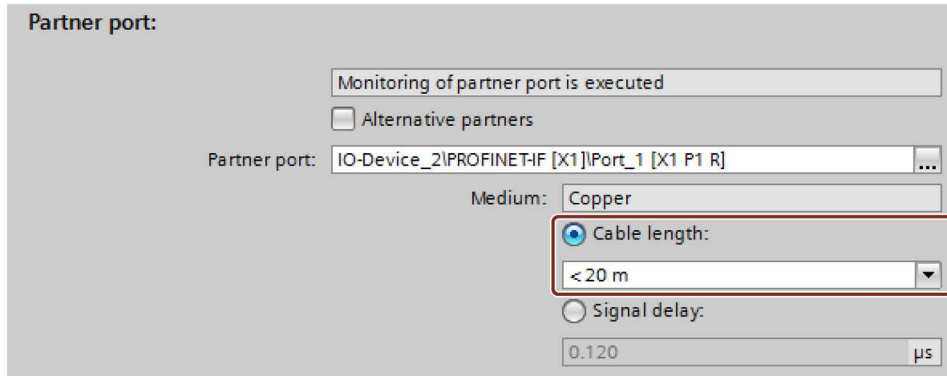 Partner port:
Monitoring of partner port is executed
Alternative partners
Partner port: IO-Device_2\PROFINET-IF [X1]\Port_1 [X1 P1 R] ...
Medium: Copper
Cable length:
< 20 m
Signal delay:
0.120 µs